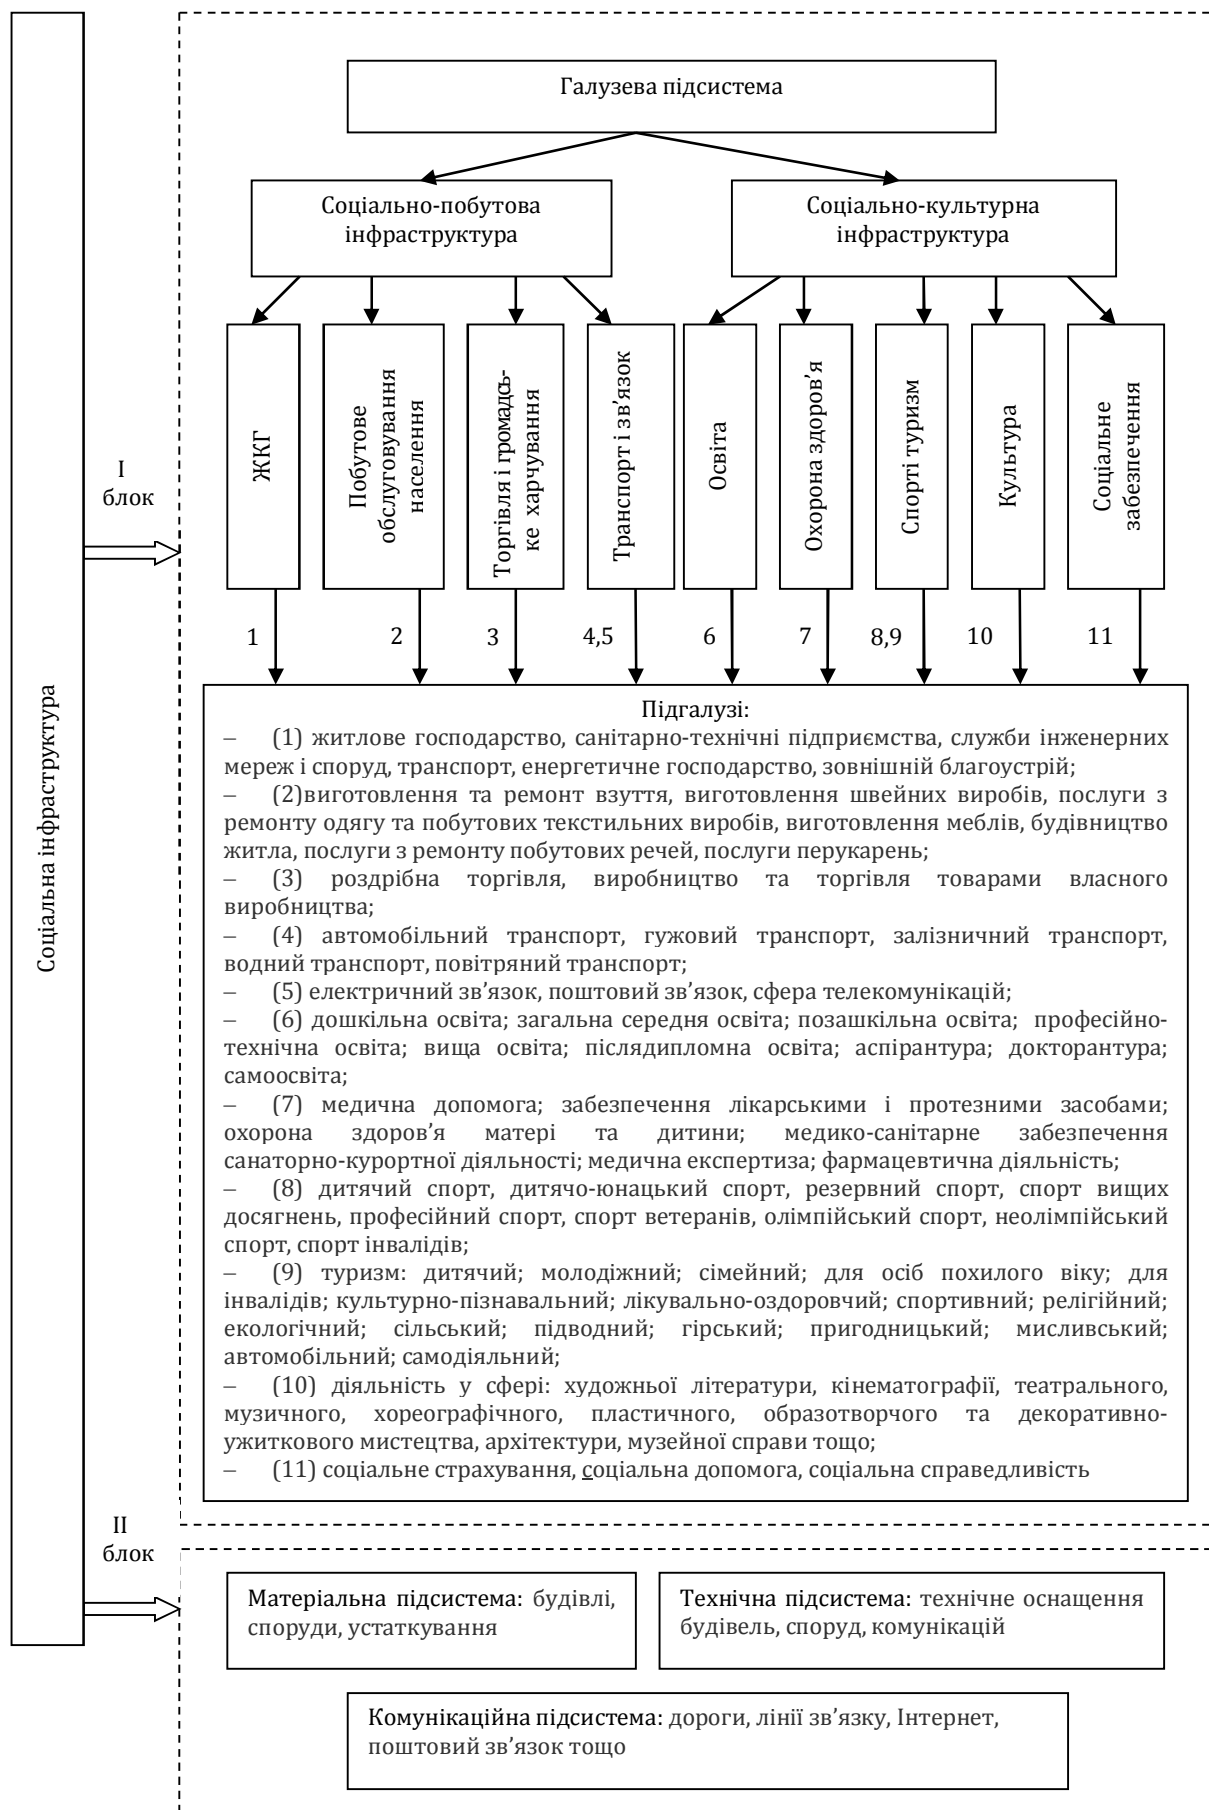 Соціальна інфраструктура
І
блок
Галузева підсистема
Соціально-побутова
інфраструктура
Соціально-культурна
інфраструктура
ЖКГ
Побутове
обслуговування
населення
Торгівля і громадсь-
ке харчування
Транспорт і зв’язок
Освіта
Охорона здоров’я
Спорті туризм
Культура
Соціальне
забезпечення
1
2
3
4,5
6
7
8,9
10
11
Підгалузі:
– (1) житлове господарство, санітарно-технічні підприємства, служби інженерних
мереж і споруд, транспорт, енергетичне господарство, зовнішній благоустрій;
– (2)виготовлення та ремонт взуття, виготовлення швейних виробів, послуги з
ремонту одягу та побутових текстильних виробів, виготовлення меблів, будівництво
житла, послуги з ремонту побутових речей, послуги перукарень;
– (3) роздрібна торгівля, виробництво та торгівля товарами власного
виробництва;
– (4) автомобільний транспорт, гужовий транспорт, залізничний транспорт,
водний транспорт, повітряний транспорт;
– (5) електричний зв’язок, поштовий зв’язок, сфера телекомунікацій;
– (6) дошкільна освіта; загальна середня освіта; позашкільна освіта; професійно-
технічна освіта; вища освіта; післядипломна освіта; аспірантура; докторантура;
самоосвіта;
– (7) медична допомога; забезпечення лікарськими і протезними засобами;
охорона здоров’я матері та дитини; медико-санітарне забезпечення
санаторно-курортної діяльності; медична експертиза; фармацевтична діяльність;
– (8) дитячий спорт, дитячо-юнацький спорт, резервний спорт, спорт вищих
досягнень, професійний спорт, спорт ветеранів, олімпійський спорт, неолімпійський
спорт, спорт інвалідів;
– (9) туризм: дитячий; молодіжний; сімейний; для осіб похилого віку; для
інвалідів; культурно-пізнавальний; лікувально-оздоровчий; спортивний; релігійний;
екологічний; сільський; підводний; гірський; пригодницький; мисливський;
автомобільний; самодіяльний;
– (10) діяльність у сфері: художньої літератури, кінематографії, театрального,
музичного, хореографічного, пластичного, образотворчого та декоративно-
ужиткового мистецтва, архітектури, музейної справи тощо;
– (11) соціальне страхування, соціальна допомога, соціальна справедливість
ІІ
блок
Матеріальна підсистема: будівлі,
споруди, устаткування
Технічна підсистема: технічне оснащення
будівель, споруд, комунікацій
Комунікаційна підсистема: дороги, лінії зв’язку, Інтернет,
поштовий зв’язок тощо